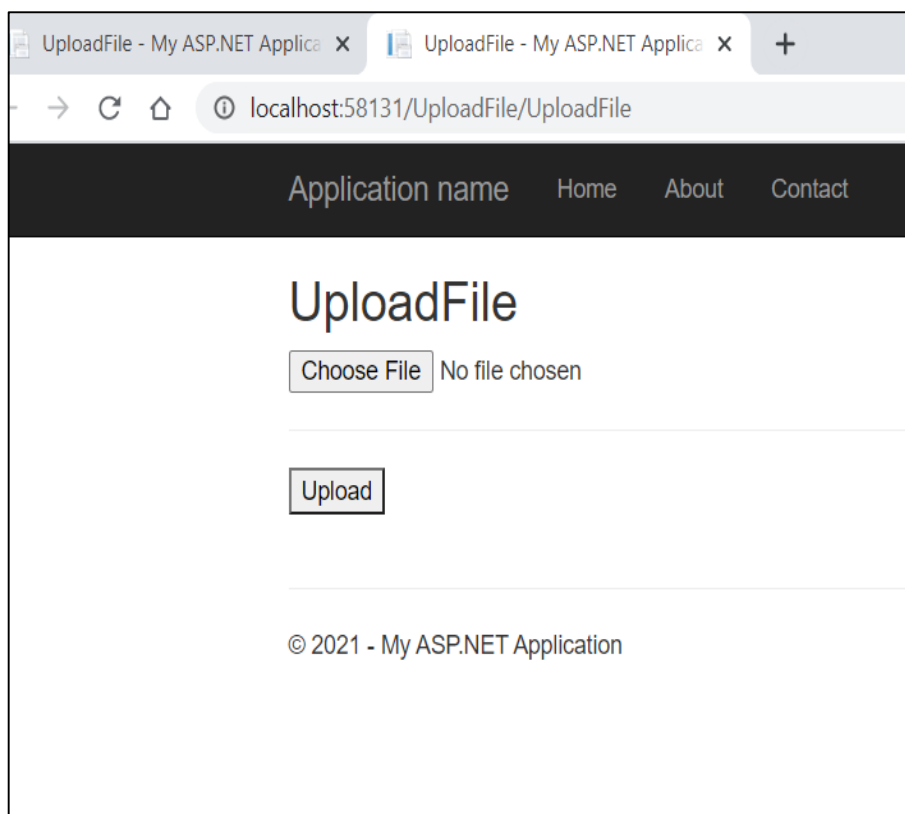 UploadFile - My ASP.NET Applica UploadFile - My ASP.NET Applica
localhost:58131/UploadFile/UploadFile
Application name Home About Contact
UploadFile
Choose File No file chosen
Upload
© 2021 - My ASP.NET Application